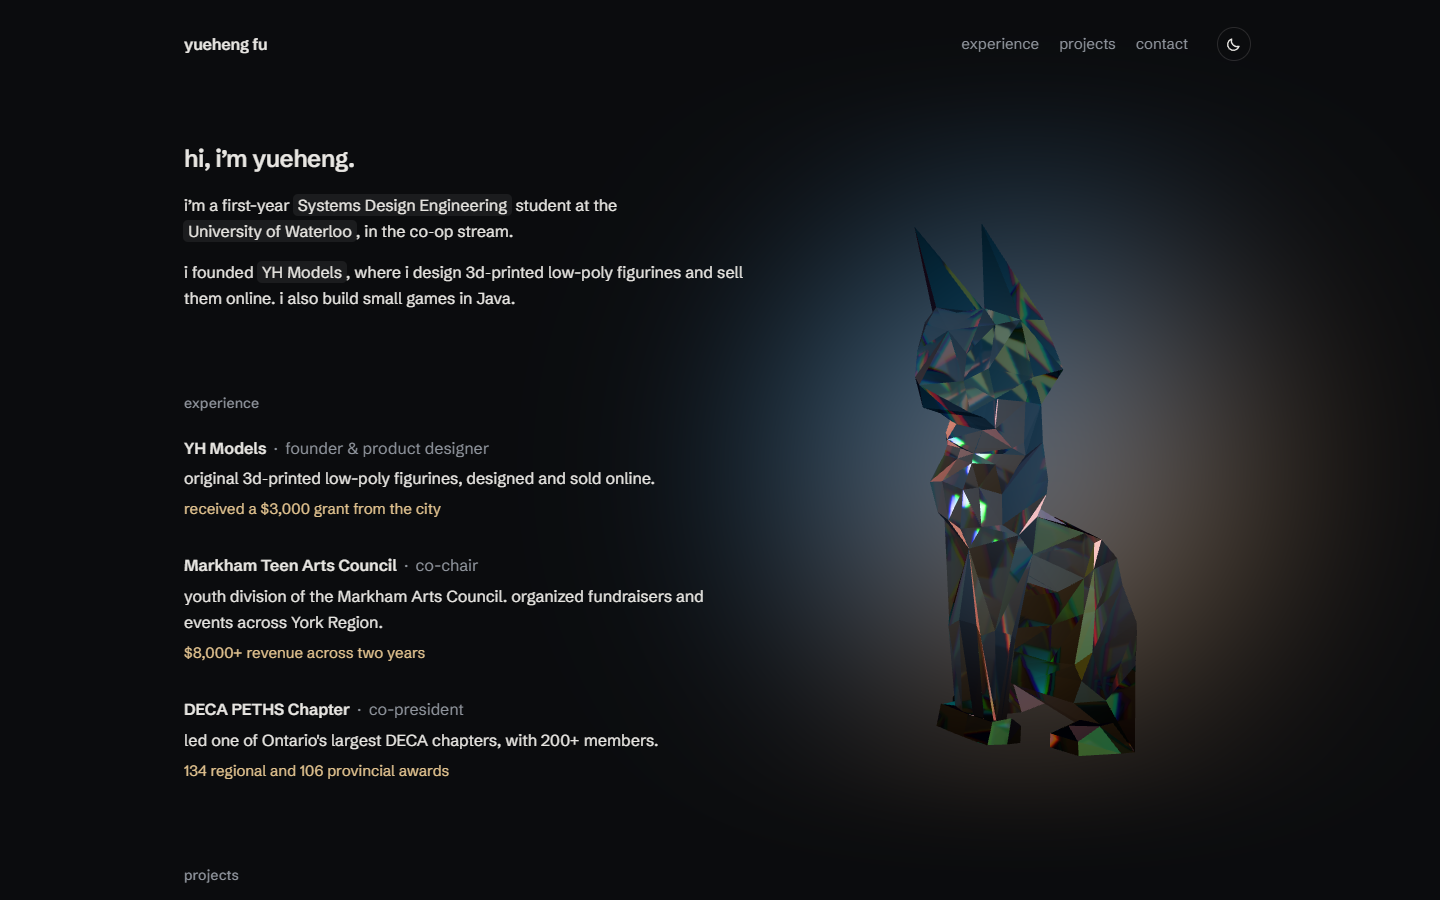 yueheng fu
experience projects contact
hi, i’m yueheng.
i’m a first-year Systems Design Engineering student at the
University of Waterloo, in the co-op stream.
i founded YH Models, where i design 3d-printed low-poly figurines and sell
them online. i also build small games in Java.
experience
YH Models · founder & product designer
original 3d-printed low-poly figurines, designed and sold online.
received a $3,000 grant from the city
Markham Teen Arts Council · co-chair
youth division of the Markham Arts Council. organized fundraisers and
events across York Region.
$8,000+ revenue across two years
DECA PETHS Chapter · co-president
led one of Ontario's largest DECA chapters, with 200+ members.
134 regional and 106 provincial awards
projects